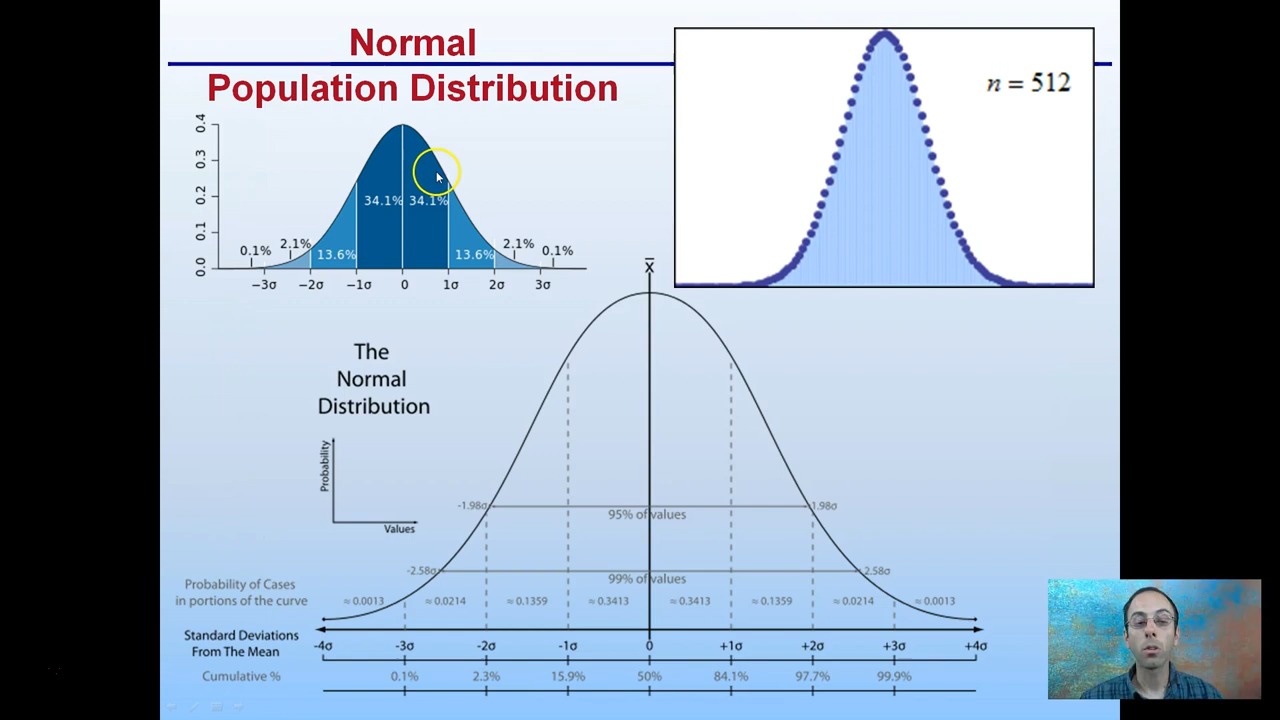 Normal
Population Distribution
n = 512
0.4
0.3
0.2
0.1
0.0
34.1% 34.1%
0.1% 2.1% 13.6% 13.6% 2.1% 0.1%
−3σ −2σ −1σ 0 1σ 2σ 3σ
x̄
The
Normal
Distribution
Probability
Values
-1.98σ 1.98σ
95% of values
-2.58σ 2.58σ
99% of values
Probability of Cases
in portions of the curve
≈0.0013 ≈0.0214 ≈0.1359 ≈0.3413 ≈0.3413 ≈0.1359 ≈0.0214 ≈0.0013
Standard Deviations
From The Mean
-4σ -3σ -2σ -1σ 0 +1σ +2σ +3σ +4σ
Cumulative % 0.1% 2.3% 15.9% 50% 84.1% 97.7% 99.9%